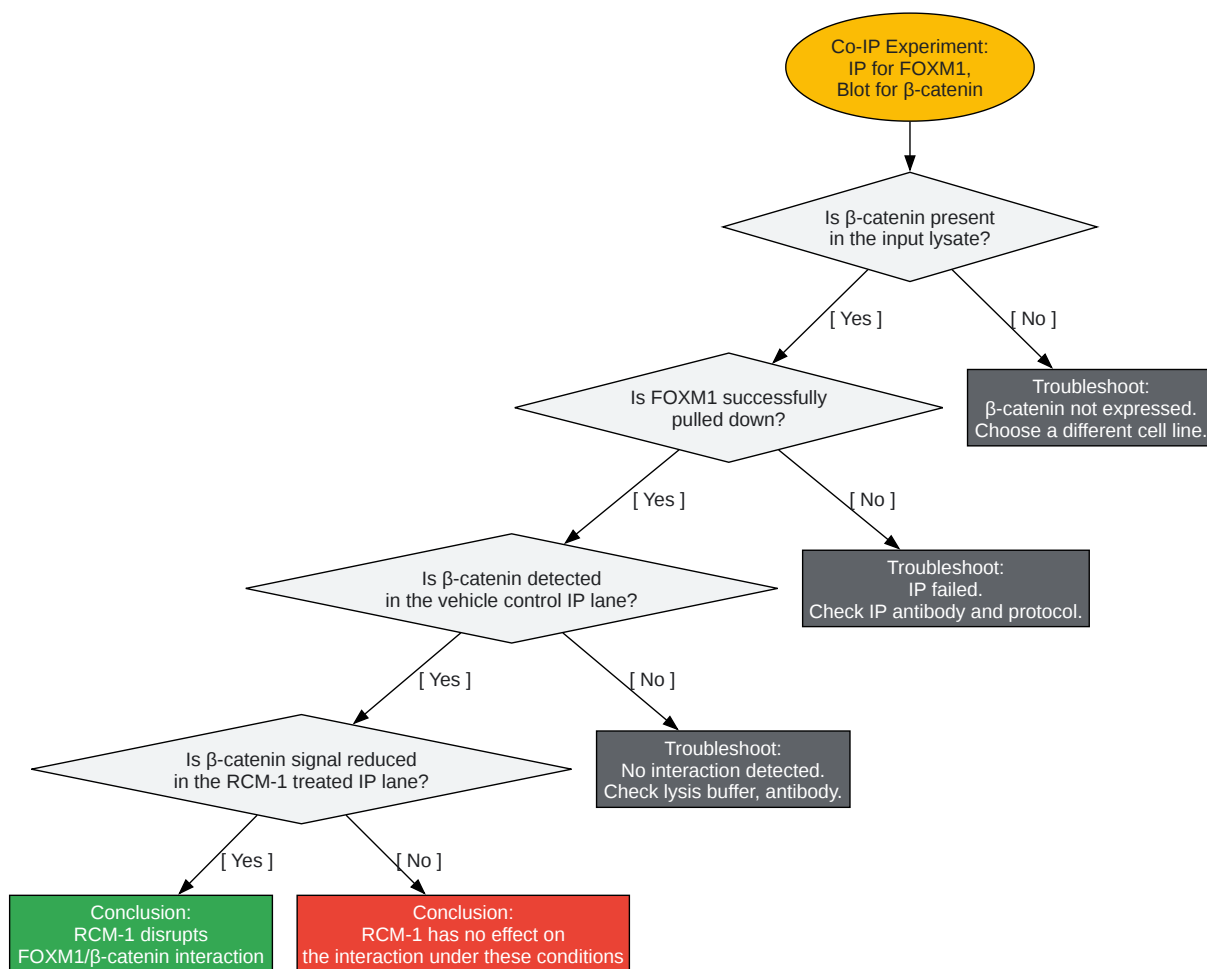 Co-IP Experiment:
IP for FOXM1,
Blot for β-catenin
Is β-catenin present
in the input lysate?
[ Yes ]
[ No ]
Is FOXM1 successfully
pulled down?
Troubleshoot:
β-catenin not expressed.
Choose a different cell line.
[ Yes ]
[ No ]
Is β-catenin detected
in the vehicle control IP lane?
Troubleshoot:
IP failed.
Check IP antibody and protocol.
[ Yes ]
[ No ]
Is β-catenin signal reduced
in the RCM-1 treated IP lane?
Troubleshoot:
No interaction detected.
Check lysis buffer, antibody.
[ Yes ]
[ No ]
Conclusion:
RCM-1 disrupts
FOXM1/β-catenin interaction
Conclusion:
RCM-1 has no effect on
the interaction under these conditions